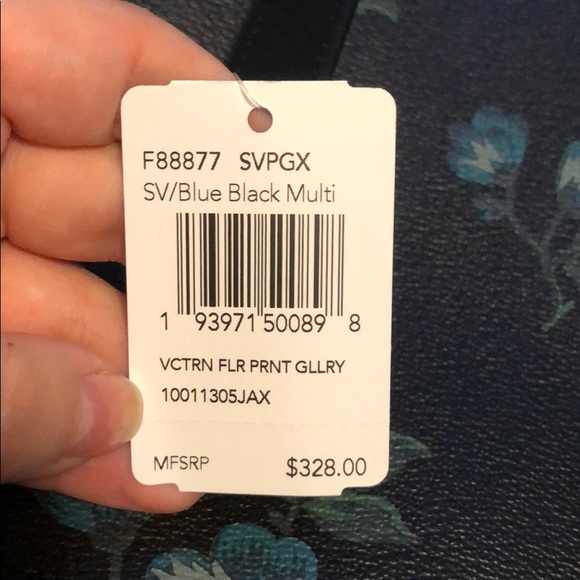 F88877 SVPGX
SV/Blue Black Multi
1 93971 50089 8
VCTRN FLR PRNT GLLRY
10011305JAX
MFSRP $328.00